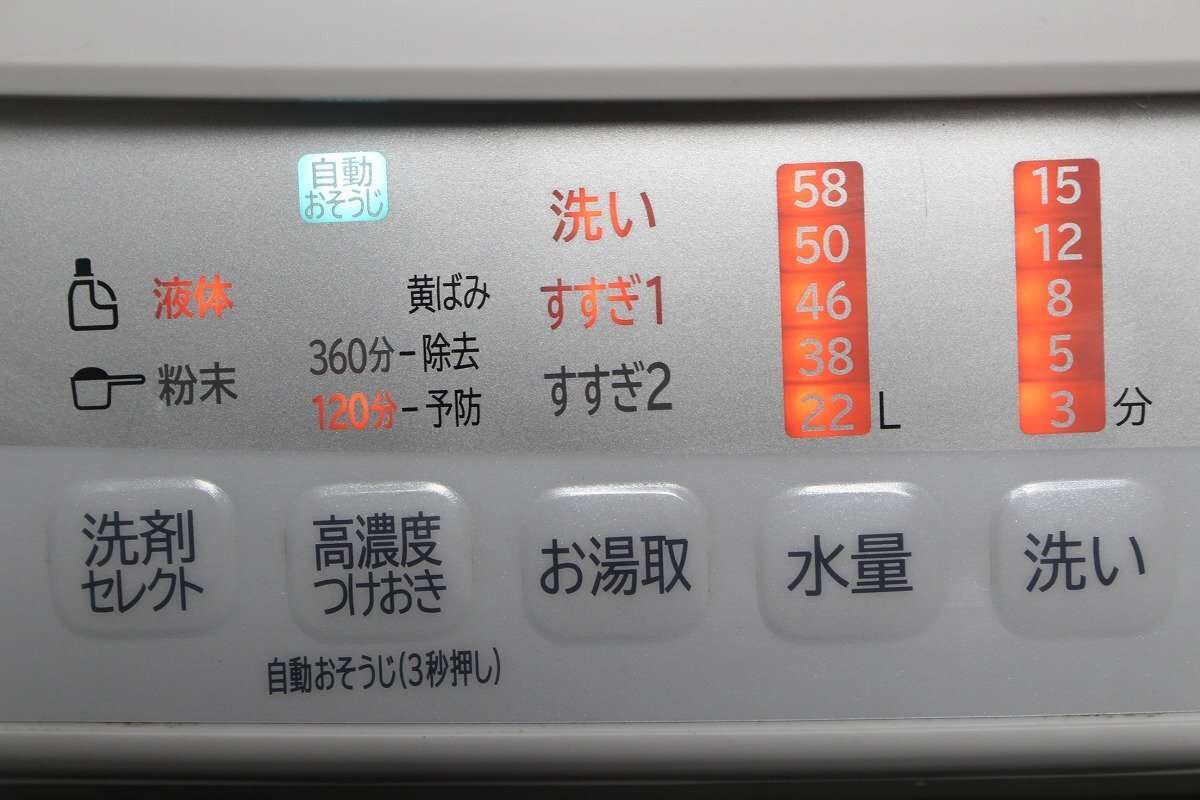 自動
おそうじ
液体
粉末
黄ばみ
360分-除去
120分-予防
洗い
すすぎ1
すすぎ2
58
50
46
38
22 L
15
12
8
5
3 分
洗剤
セレクト
高濃度
つけおき
お湯取
水量
洗い
自動おそうじ(3秒押し)